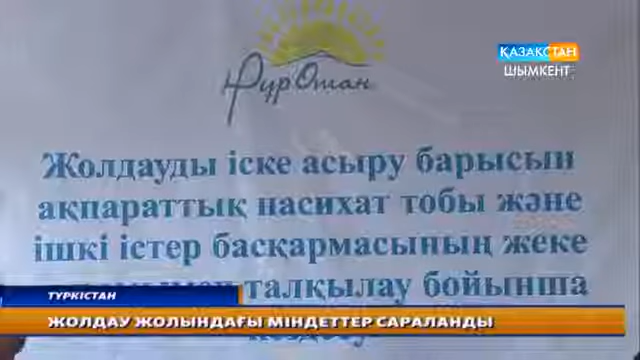 ҚАЗАҚСТАН
ШЫМКЕНТ
Нұр Отан
Жолдауды іске асыру барысын
ақпараттық насихат тобы және
ішкі істер басқармасының жеке
талқылау бойынша
ТҮРКІСТАН
ЖОЛДАУ ЖОЛЫНДАҒЫ МІНДЕТТЕР САРАЛАНДЫ